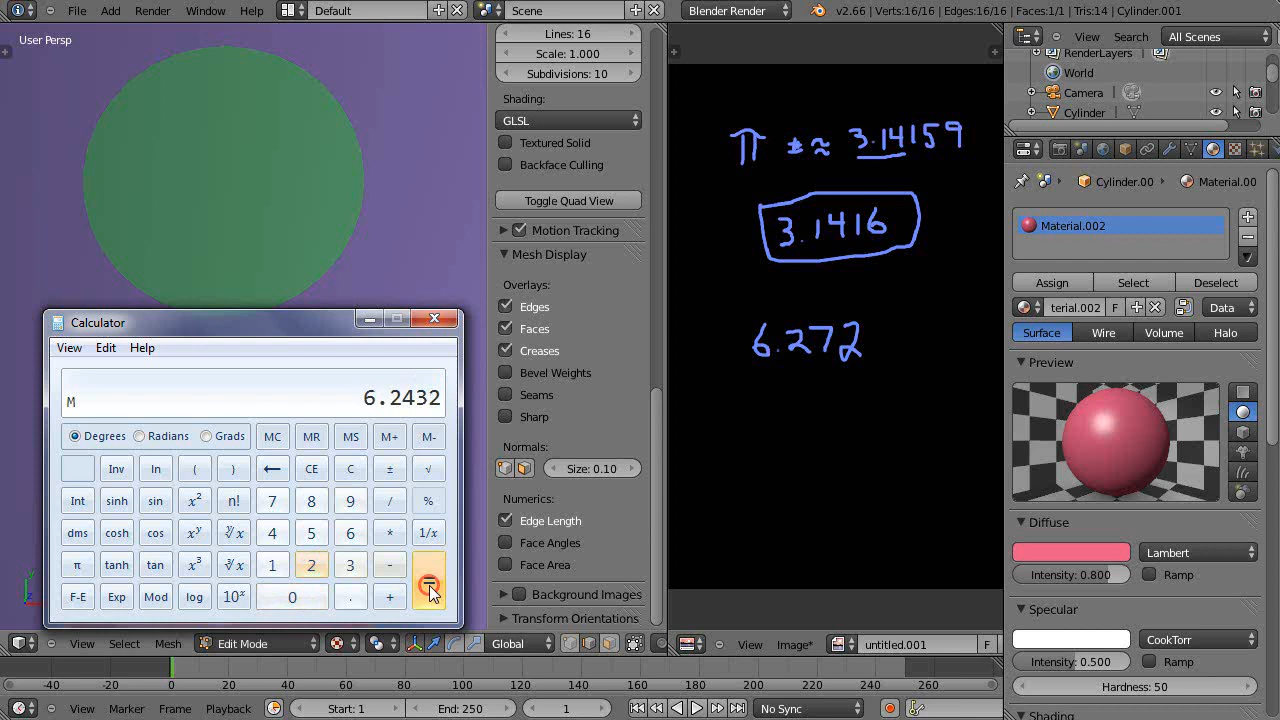 File Add Render Window Help Default Scene Blender Render v2.66 | Verts:16/16 | Edges:16/16 | Faces:1/1 | Tris:14 | Cylinder.001
User Persp
Lines: 16
Scale: 1.000
Subdivisions: 10
Shading:
GLSL
Textured Solid
Backface Culling
Toggle Quad View
Motion Tracking
Mesh Display
Overlays:
Edges
Faces
Creases
Bevel Weights
Seams
Sharp
Normals:
Size: 0.10
Numerics:
Edge Length
Face Angles
Face Area
Background Images
Transform Orientations
Calculator
View Edit Help
M 6.2432
Degrees Radians Grads MC MR MS M+ M-
Inv ln ( ) ← CE C ± √
Int sinh sin x² n! 7 8 9 / %
dms cosh cos xʸ ʸ√x 4 5 6 * 1/x
π tanh tan x³ ³√x 1 2 3 - =
F-E Exp Mod log 10ˣ 0 . +
π * ≈ 3.14159
3.1416
6.272
View Search All Scenes
RenderLayers
World
Camera
Cylinder
Cylinder.00 Material.00
Material.002
Assign Select Deselect
terial.002 F Data
Surface Wire Volume Halo
Preview
Diffuse
Lambert
Intensity: 0.800 Ramp
Specular
CookTorr
Intensity: 0.500 Ramp
Hardness: 50
Shading
View Select Mesh Edit Mode Global
View Image* untitled.001 F
-40 -20 0 20 40 60 80 100 120 140 160 180 200 220 240 260
View Marker Frame Playback Start: 1 End: 250 1 No Sync